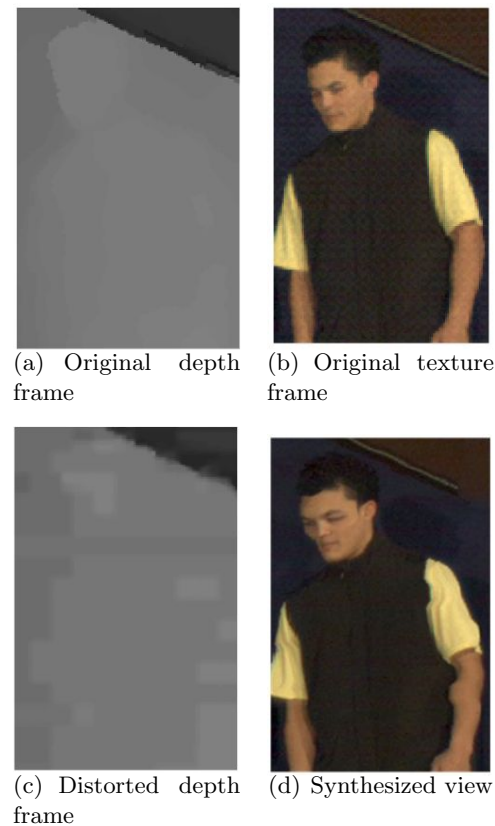 (a) Original depth
frame
(b) Original texture
frame
(c) Distorted depth
frame
(d) Synthesized view